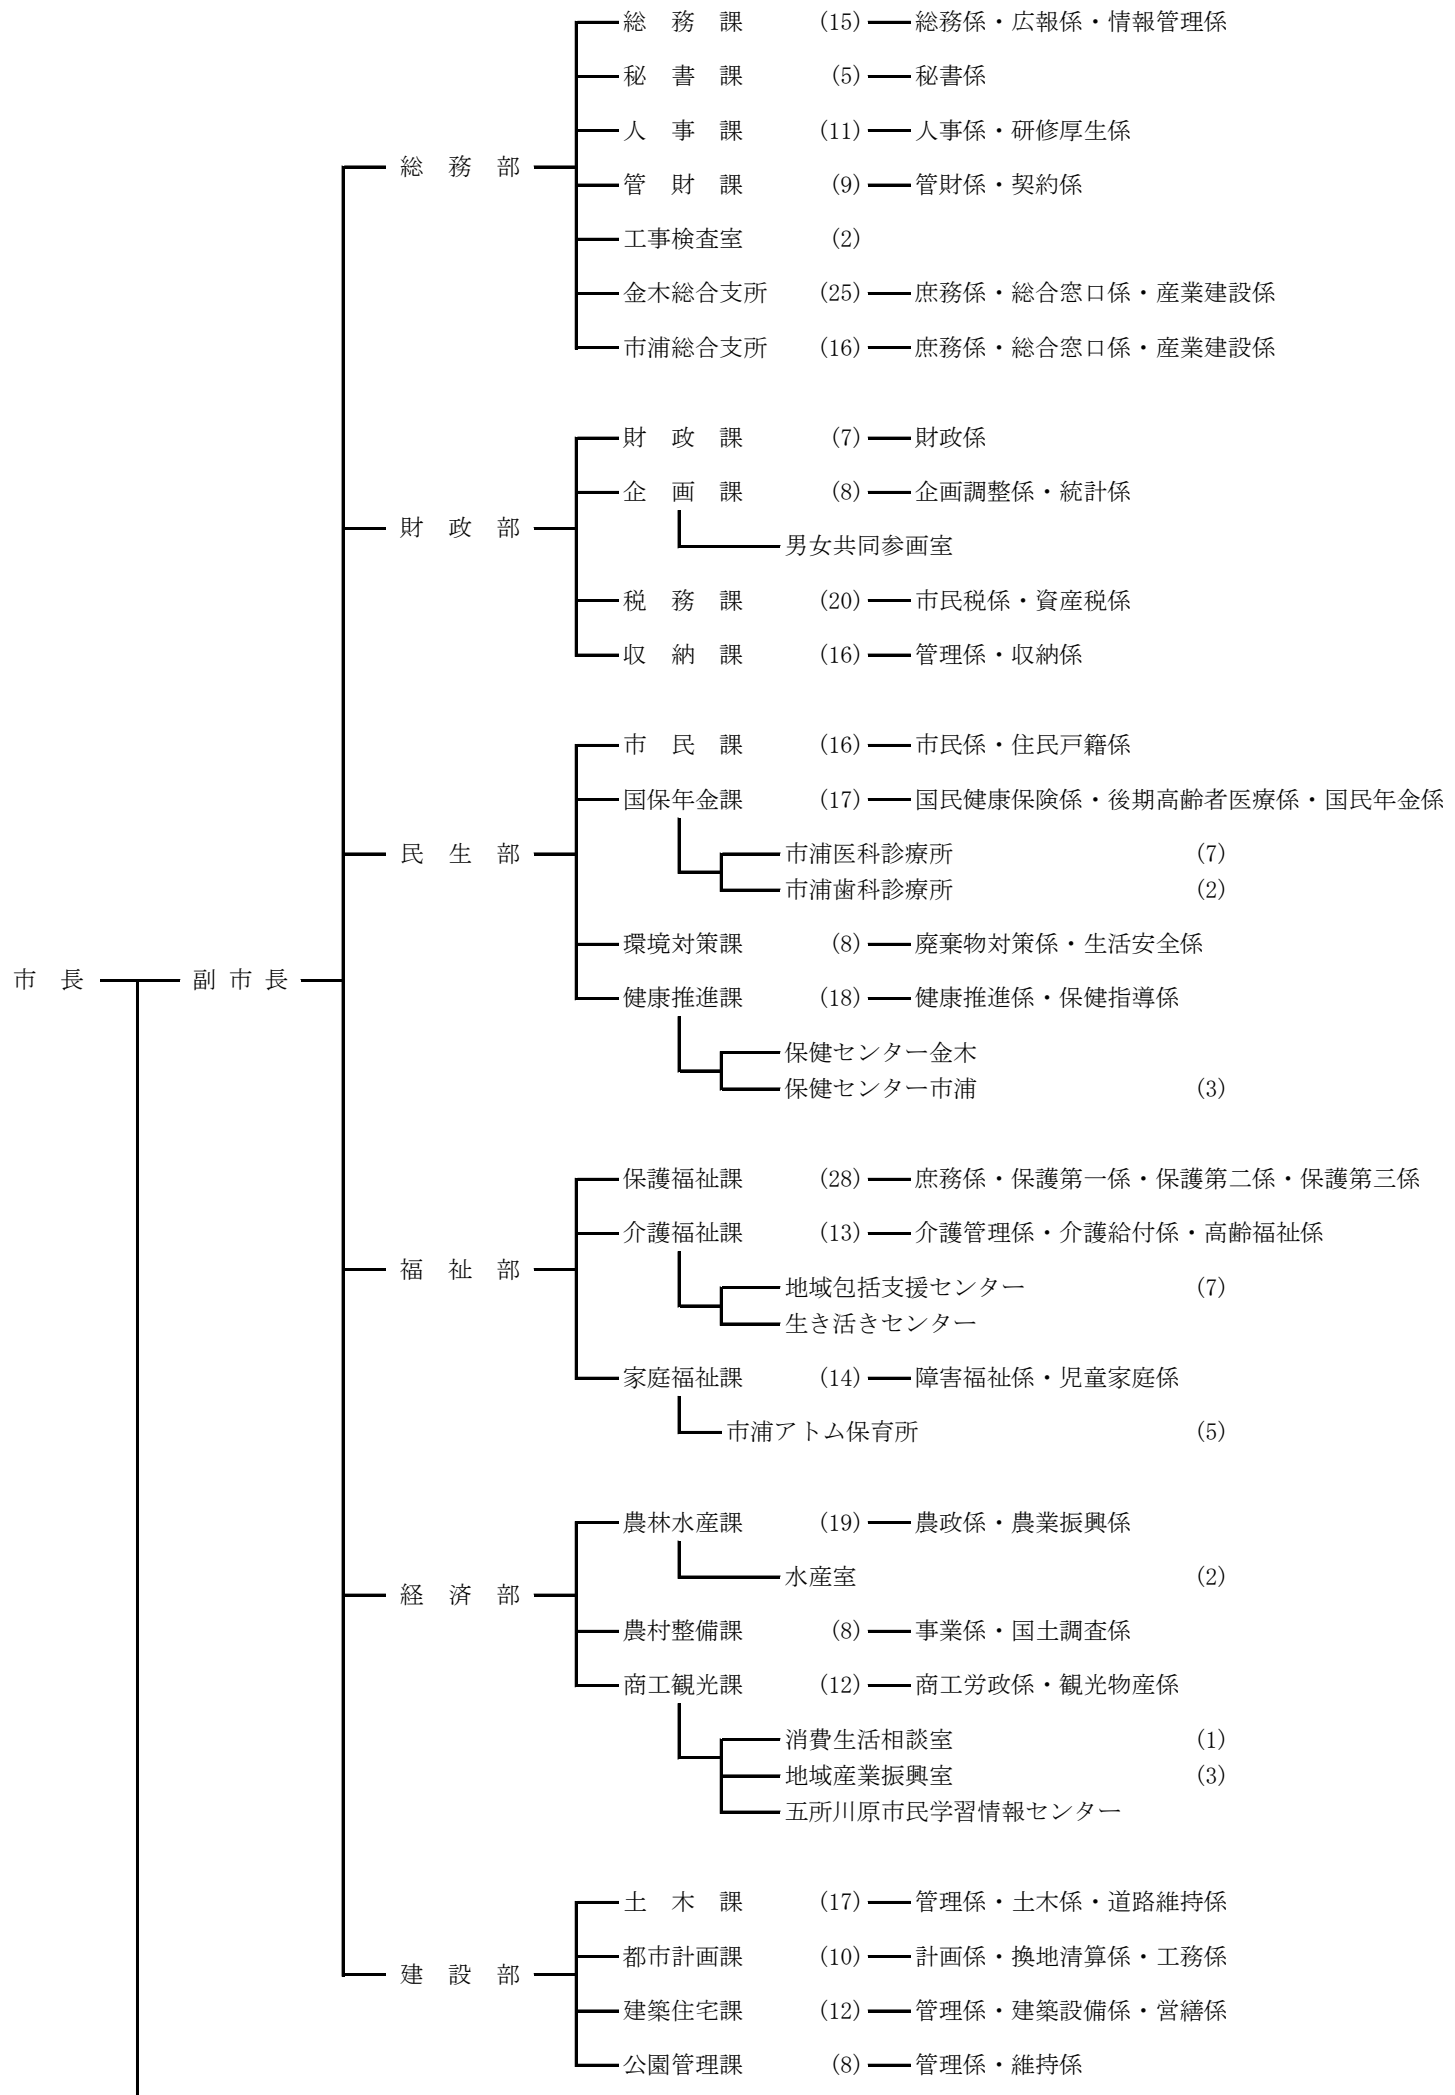 総務課 (15) 総務係・広報係・情報管理係
秘書課 (5) 秘書係
人事課 (11) 人事係・研修厚生係
総務部
管財課 (9) 管財係・契約係
工事検査室 (2)
金木総合支所 (25) 庶務係・総合窓口係・産業建設係
市浦総合支所 (16) 庶務係・総合窓口係・産業建設係
財政課 (7) 財政係
企画課 (8) 企画調整係・統計係
財政部
男女共同参画室
税務課 (20) 市民税係・資産税係
収納課 (16) 管理係・収納係
市民課 (16) 市民係・住民戸籍係
国保年金課 (17) 国民健康保険係・後期高齢者医療係・国民年金係
民生部 市浦医科診療所 (7)
市浦歯科診療所 (2)
環境対策課 (8) 廃棄物対策係・生活安全係
市長 副市長
健康推進課 (18) 健康推進係・保健指導係
保健センター金木
保健センター市浦 (3)
保護福祉課 (28) 庶務係・保護第一係・保護第二係・保護第三係
介護福祉課 (13) 介護管理係・介護給付係・高齢福祉係
福祉部
地域包括支援センター (7)
生き活きセンター
家庭福祉課 (14) 障害福祉係・児童家庭係
市浦アトム保育所 (5)
農林水産課 (19) 農政係・農業振興係
水産室 (2)
経済部
農村整備課 (8) 事業係・国土調査係
商工観光課 (12) 商工労政係・観光物産係
消費生活相談室 (1)
地域産業振興室 (3)
五所川原市民学習情報センター
土木課 (17) 管理係・土木係・道路維持係
都市計画課 (10) 計画係・換地清算係・工務係
建設部
建築住宅課 (12) 管理係・建築設備係・営繕係
公園管理課 (8) 管理係・維持係